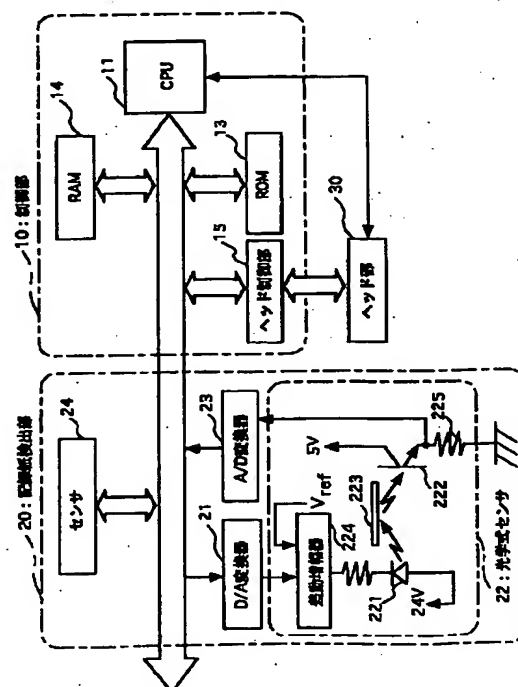 10：制御部
14
RAM
11
CPU
13
ROM
15
ヘッド制御部
30
ヘッド部
20：記録紙検出部
24
センサ
23
A/D変換器
21
D/A変換器
Vref
差動増幅器
224
223
5V
225
222
221
24V
22：光学式センサ